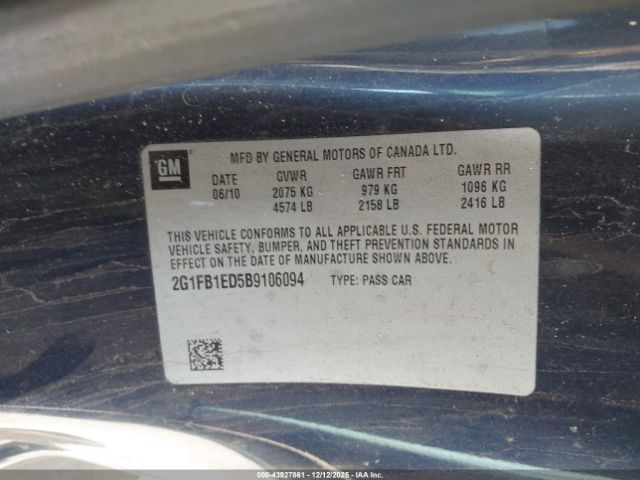 GM
MFD BY GENERAL MOTORS OF CANADA LTD.
DATE GVWR GAWR FRT GAWR RR
06/10 2075 KG 979 KG 1096 KG
4574 LB 2158 LB 2416 LB
THIS VEHICLE CONFORMS TO ALL APPLICABLE U.S. FEDERAL MOTOR
VEHICLE SAFETY, BUMPER, AND THEFT PREVENTION STANDARDS IN
EFFECT ON THE DATE OF MANUFACTURE SHOWN ABOVE.
2G1FB1ED5B9106094 TYPE: PASS CAR
000-43927861 - 12/12/2025 - IAA Inc.